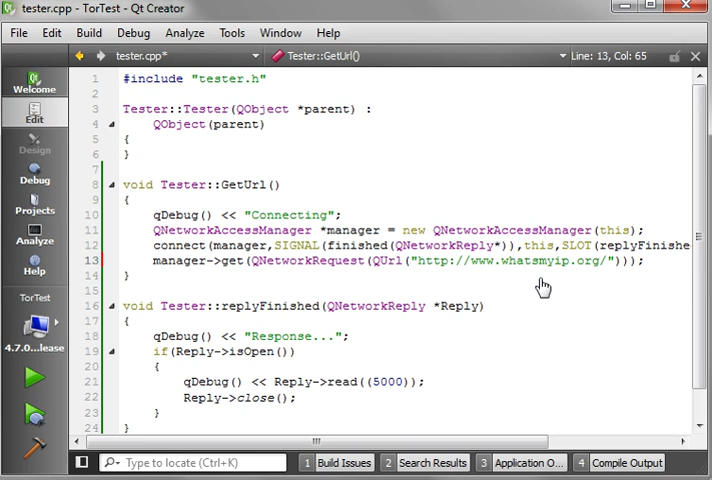 tester.cpp - TorTest - Qt Creator
File Edit Build Debug Analyze Tools Window Help
tester.cpp* Tester::GetUrl() Line: 13, Col: 65
Welcome
Edit
Design
Debug
Projects
Analyze
Help
TorTest
4.7.0...lease
1 #include "tester.h"
2
3 Tester::Tester(QObject *parent) :
4 QObject(parent)
5 {
6 }
7
8 void Tester::GetUrl()
9 {
10 qDebug() << "Connecting";
11 QNetworkAccessManager *manager = new QNetworkAccessManager(this);
12 connect(manager,SIGNAL(finished(QNetworkReply*)),this,SLOT(replyFinishe
13 manager->get(QNetworkRequest(QUrl("http://www.whatsmyip.org/")));
14 }
15
16 void Tester::replyFinished(QNetworkReply *Reply)
17 {
18 qDebug() << "Response...";
19 if(Reply->isOpen())
20 {
21 qDebug() << Reply->read((5000));
22 Reply->close();
23 }
24 }
Type to locate (Ctrl+K) 1 Build Issues 2 Search Results 3 Application O... 4 Compile Output